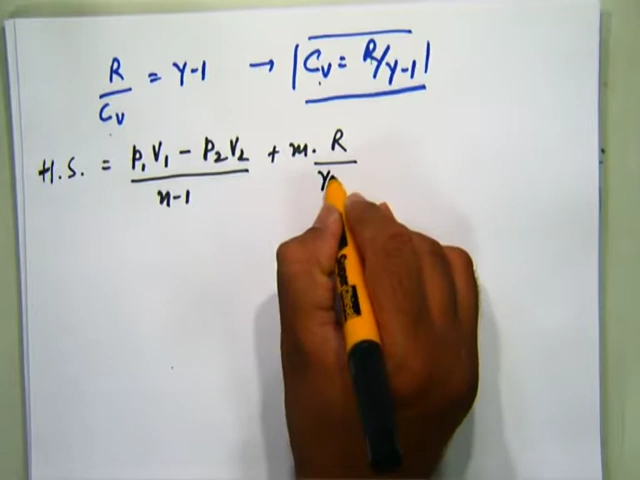 R/Cv = γ-1 → |Cv = R/γ-1|
H.S. = p₁V₁ - p₂V₂ / n-1 + m. R / γ